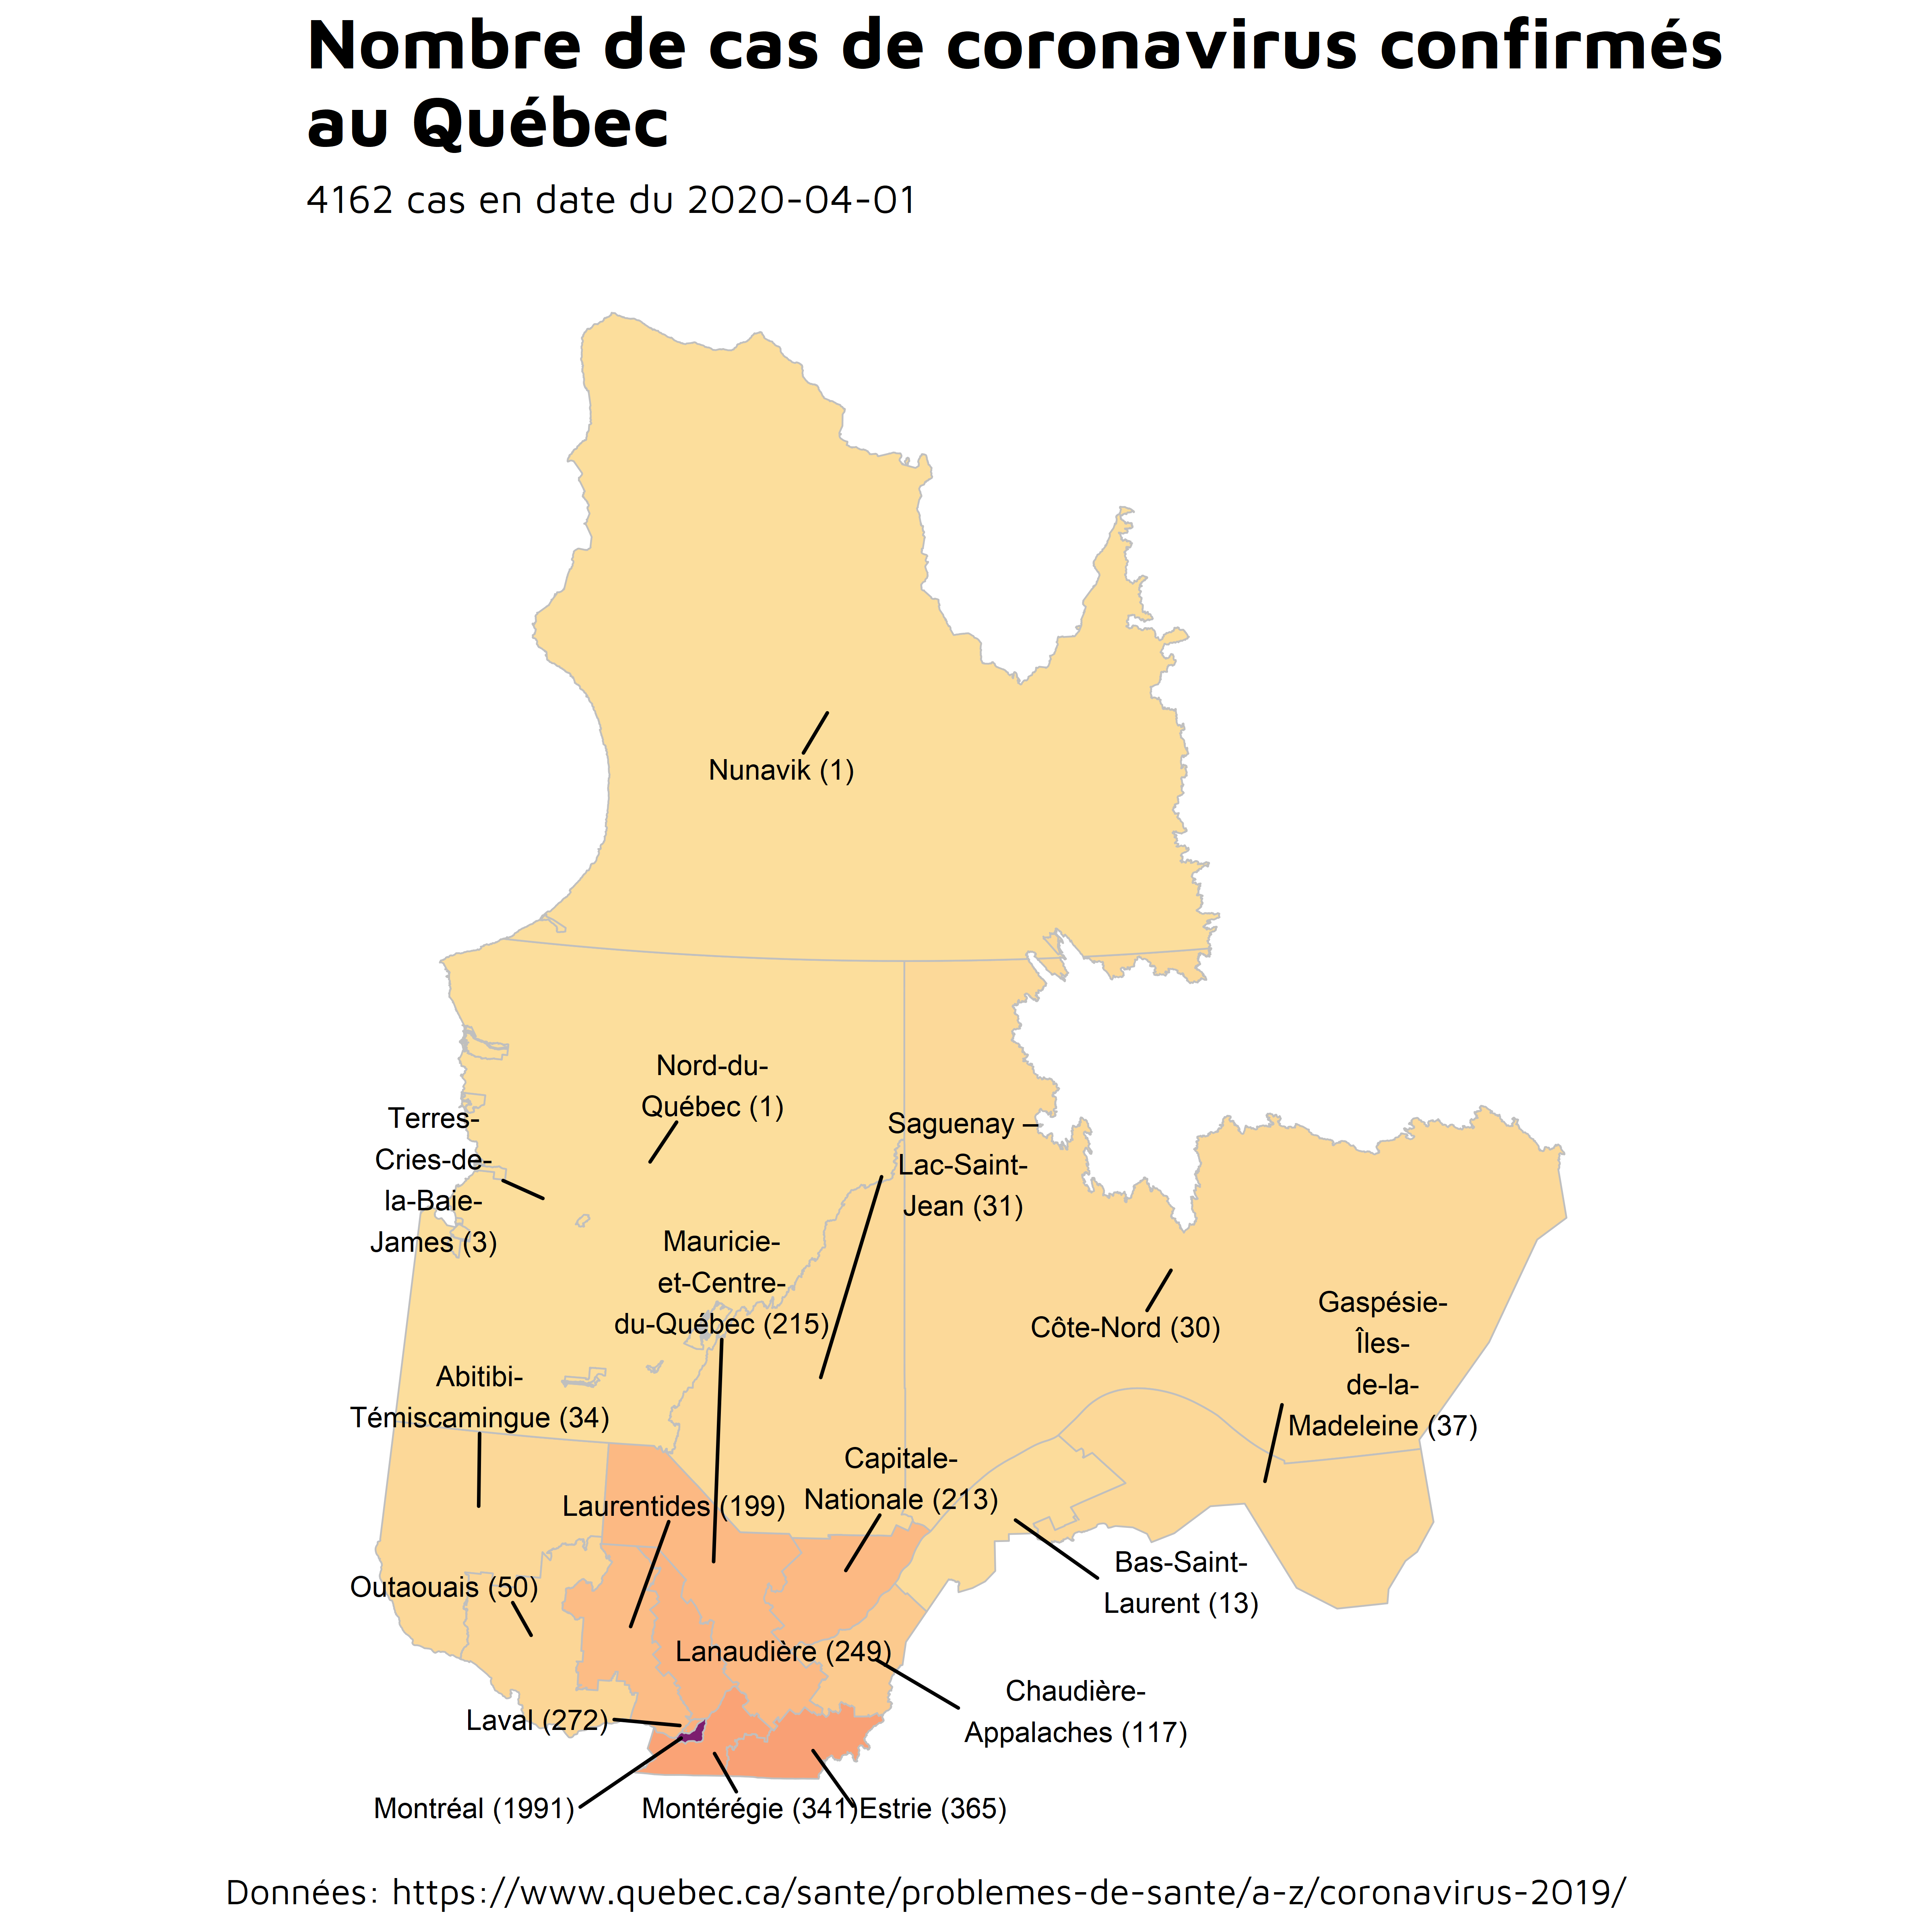 Nombre de cas de coronavirus confirmés
au Québec
4162 cas en date du 2020-04-01
Nunavik (1)
Nord-du-
Québec (1)
Terres-
Cries-de-
la-Baie-
James (3)
Saguenay –
Lac-Saint-
Jean (31)
Mauricie-
et-Centre-
du-Québec (215)
Côte-Nord (30)
Gaspésie-
Îles-
de-la-
Madeleine (37)
Abitibi-
Témiscamingue (34)
Capitale-
Nationale (213)
Laurentides (199)
Bas-Saint-
Laurent (13)
Outaouais (50)
Lanaudière (249)
Chaudière-
Appalaches (117)
Laval (272)
Montréal (1991)
Montérégie (341)
Estrie (365)
Données: https://www.quebec.ca/sante/problemes-de-sante/a-z/coronavirus-2019/